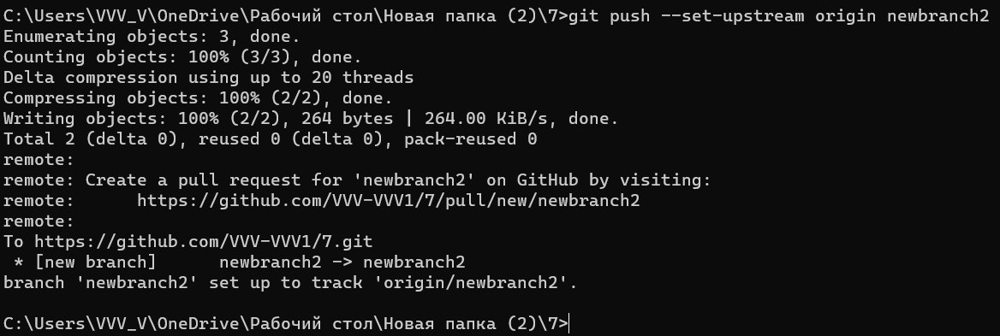 C:\Users\VVV_V\OneDrive\Рабочий стол\Новая папка (2)\7>git push --set-upstream origin newbranch2
Enumerating objects: 3, done.
Counting objects: 100% (3/3), done.
Delta compression using up to 20 threads
Compressing objects: 100% (2/2), done.
Writing objects: 100% (2/2), 264 bytes | 264.00 KiB/s, done.
Total 2 (delta 0), reused 0 (delta 0), pack-reused 0
remote:
remote: Create a pull request for 'newbranch2' on GitHub by visiting:
remote:      https://github.com/VVV-VVV1/7/pull/new/newbranch2
remote:
To https://github.com/VVV-VVV1/7.git
 * [new branch]      newbranch2 -> newbranch2
branch 'newbranch2' set up to track 'origin/newbranch2'.
C:\Users\VVV_V\OneDrive\Рабочий стол\Новая папка (2)\7>